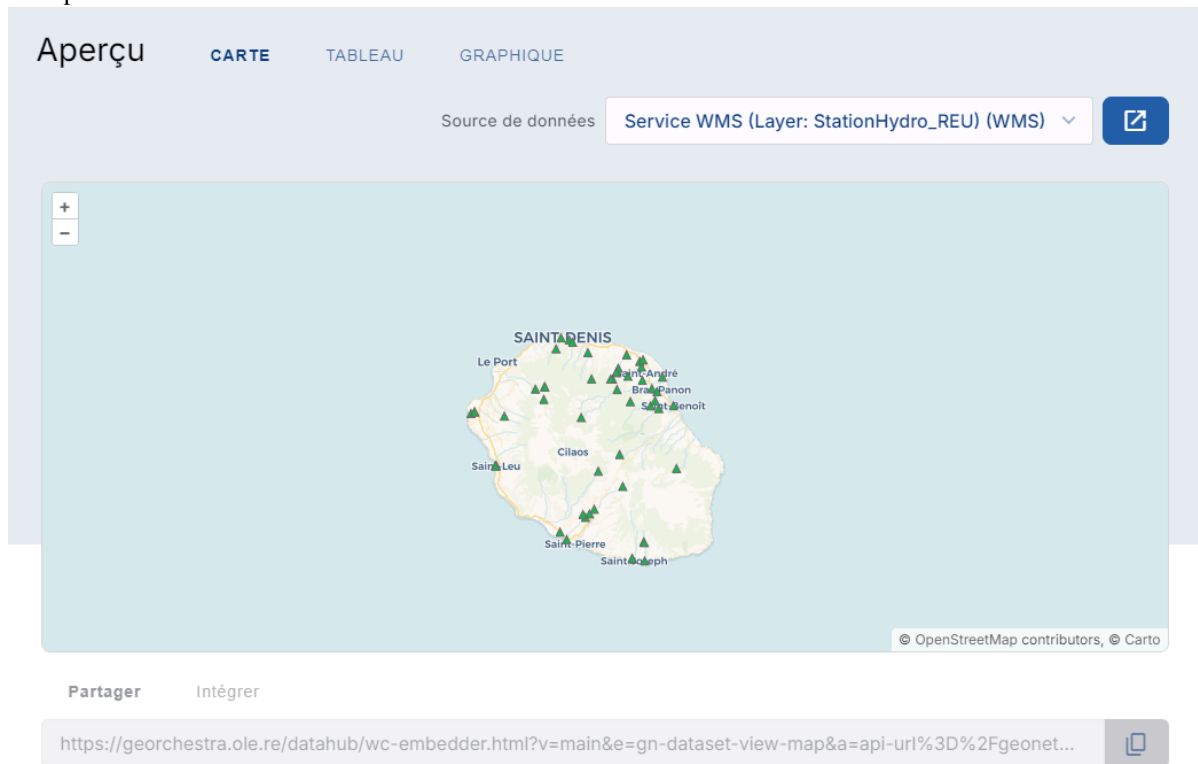 Aperçu CARTE TABLEAU GRAPHIQUE
Source de données Service WMS (Layer: StationHydro_REU) (WMS)
+
−
SAINT-DENIS
Le Port
Saint-André
Bras-Panon
Saint-Benoît
Cilaos
Saint-Leu
Saint-Pierre
Saint-Joseph
© OpenStreetMap contributors, © Carto
Partager Intégrer
https://georchestra.ole.re/datahub/wc-embedder.html?v=main&e=gn-dataset-view-map&a=api-url%3D%2Fgeonet...